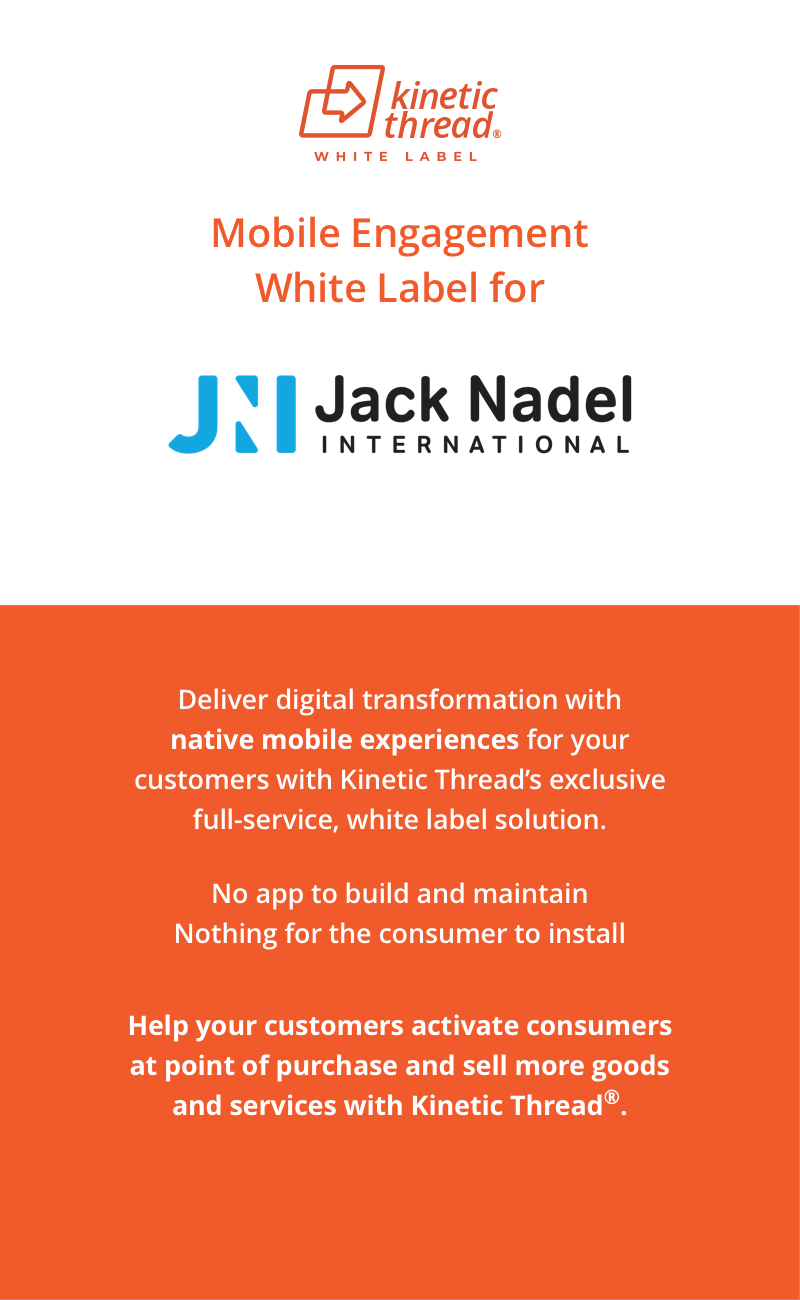 kinetic
thread®
WHITE LABEL
Mobile Engagement
White Label for
JNI Jack Nadel
INTERNATIONAL
Deliver digital transformation with
native mobile experiences for your
customers with Kinetic Thread’s exclusive
full-service, white label solution.
No app to build and maintain
Nothing for the consumer to install
Help your customers activate consumers
at point of purchase and sell more goods
and services with Kinetic Thread®.